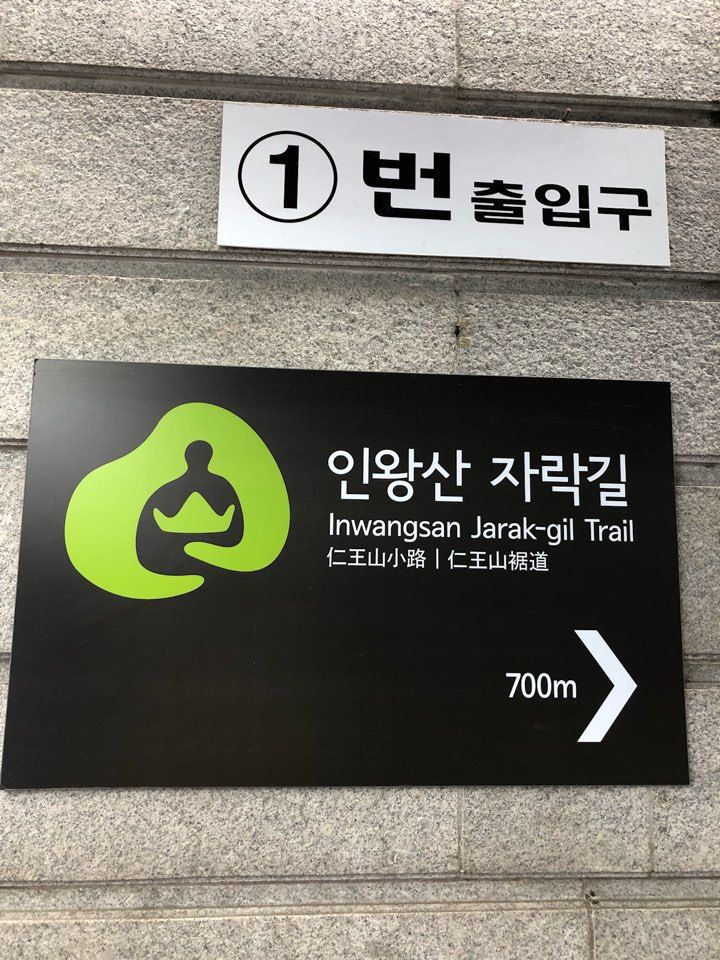 ① 번 출입구
인왕산 자락길
Inwangsan Jarak-gil Trail
仁王山小路 | 仁王山裾道
700m